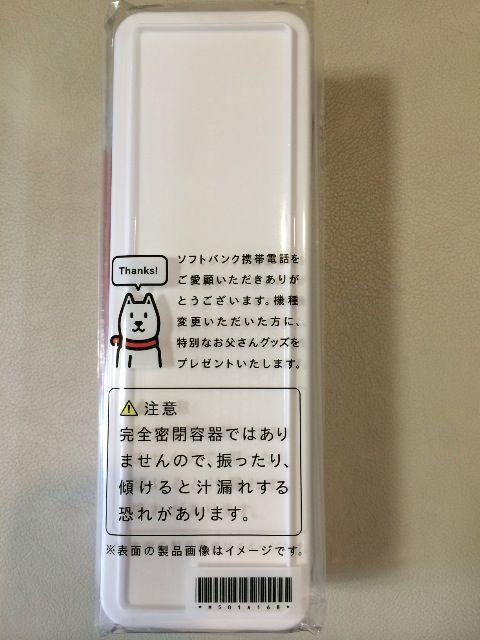 Thanks!
ソフトバンク携帯電話を
ご愛顧いただきありが
とうございます。機種
変更いただいた方に、
特別なお父さんグッズを
プレゼントいたします。
注意
完全密閉容器ではあり
ませんので、振ったり、
傾けると汁漏れする
恐れがあります。
※表面の製品画像はイメージです。
*MS014168*